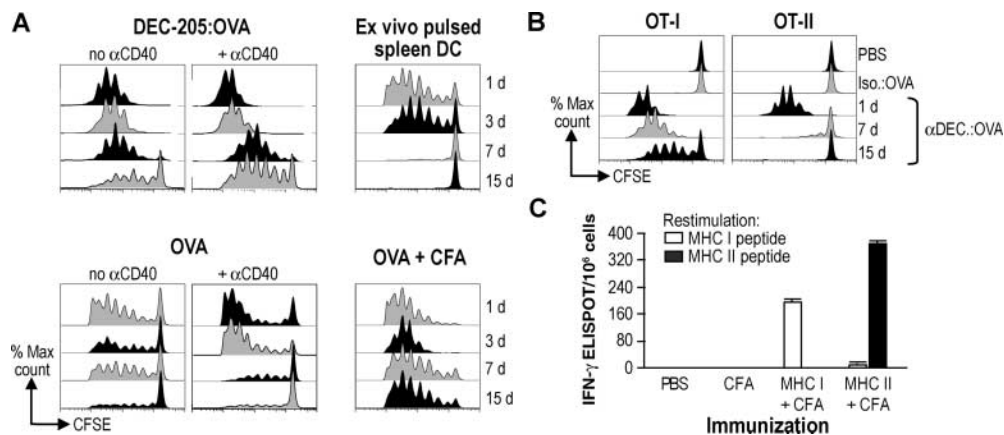 A
DEC-205:OVA
no αCD40
+ αCD40
Ex vivo pulsed
spleen DC
1 d
3 d
7 d
15 d
OVA
no αCD40
+ αCD40
OVA + CFA
1 d
3 d
7 d
15 d
% Max
count
CFSE
B
OT-I
OT-II
PBS
Iso.:OVA
1 d
7 d
15 d
αDEC.:OVA
% Max
count
CFSE
C
Restimulation:
MHC I peptide
MHC II peptide
IFN-γ ELISPOT/10⁶ cells
400
320
240
160
80
0
PBS
CFA
MHC I
+ CFA
MHC II
+ CFA
Immunization